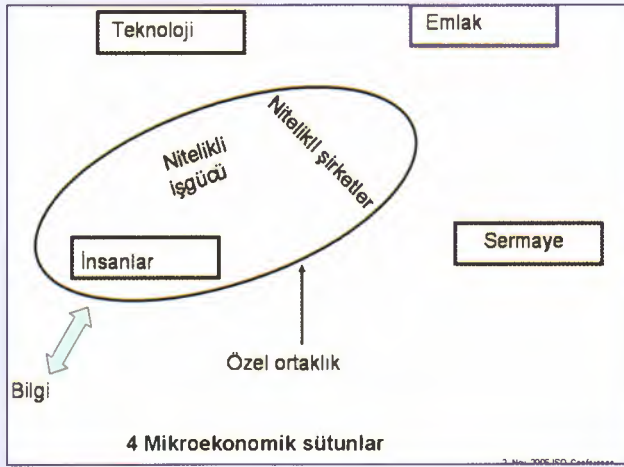 Teknoloji
Emlak
Nitelikli
işgücü
Nitelikli şirketler
İnsanlar
Sermaye
Özel ortaklık
Bilgi
4 Mikroekonomik sütunlar